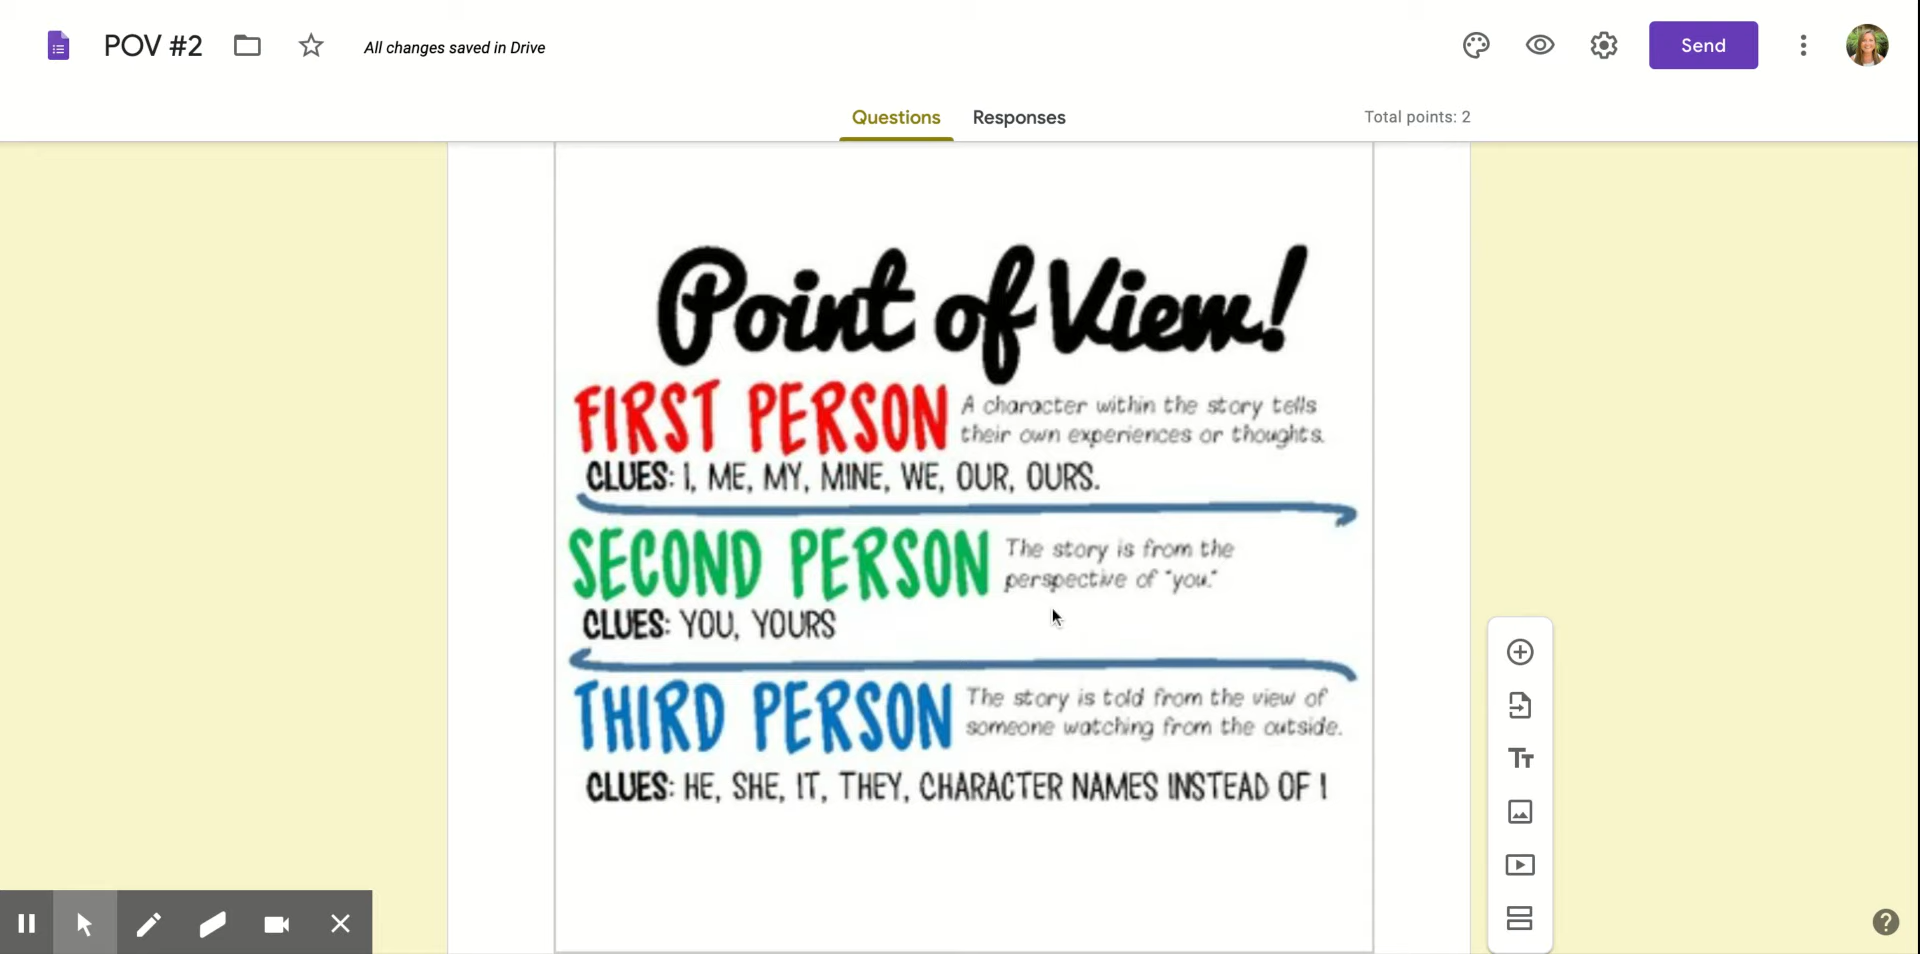 POV #2
All changes saved in Drive
Send
Questions
Responses
Total points: 2
Point of View!
FIRST PERSON
A character within the story tells
their own experiences or thoughts.
CLUES: I, ME, MY, MINE, WE, OUR, OURS.
SECOND PERSON
The story is from the
perspective of "you."
CLUES: YOU, YOURS
THIRD PERSON
The story is told from the view of
someone watching from the outside.
CLUES: HE, SHE, IT, THEY, CHARACTER NAMES INSTEAD OF I